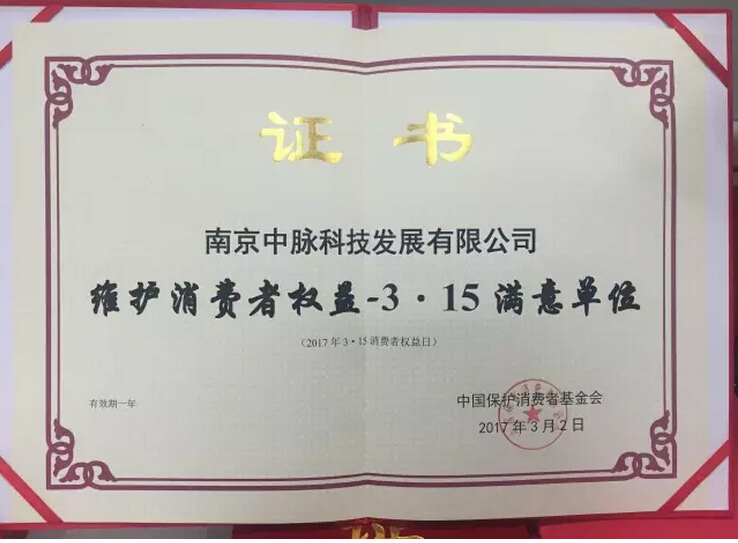 证书
南京中脉科技发展有限公司
维护消费者权益-3·15满意单位
（2017年3·15消费者权益日）
有效期一年
中国保护消费者基金会
2017年3月2日